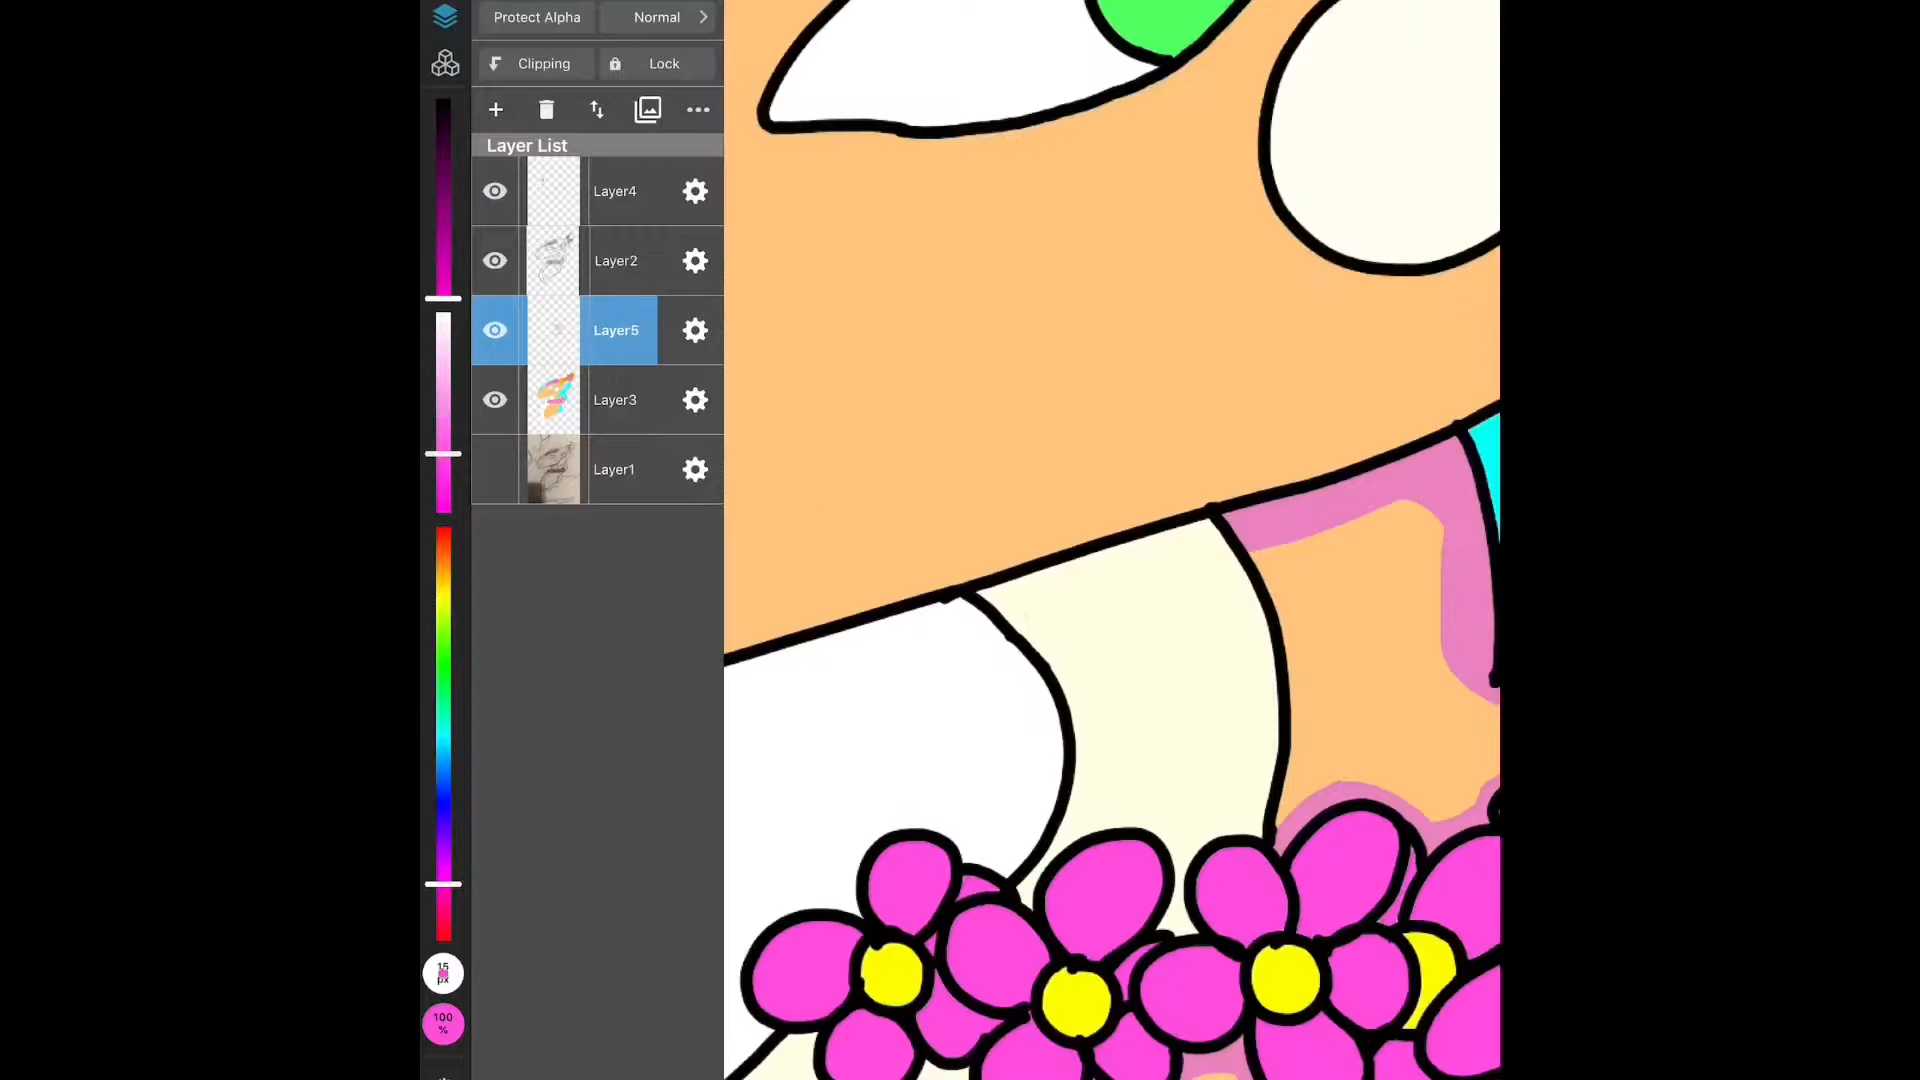 Protect Alpha
Normal
Clipping
Lock
Layer List
Layer4
Layer2
Layer5
Layer3
Layer1
15
px
100
%